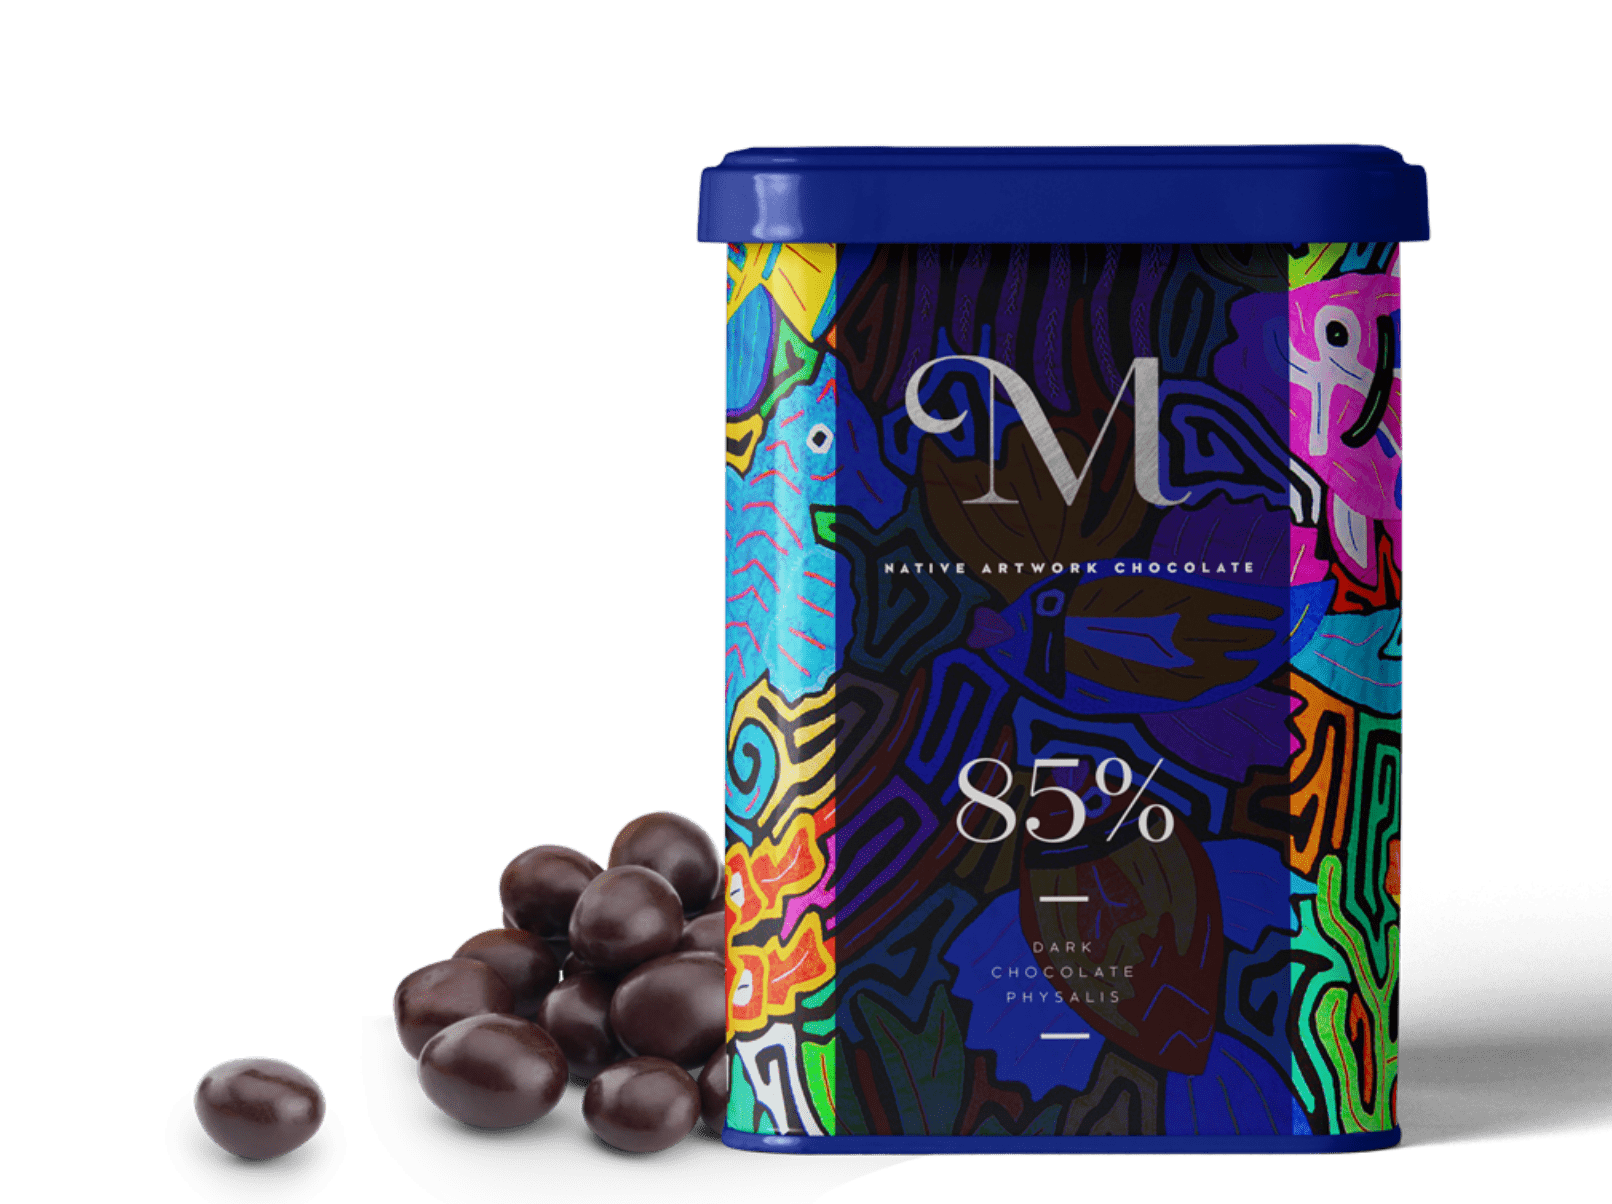 M
NATIVE ARTWORK CHOCOLATE
85%
DARK
CHOCOLATE
PHYSALIS